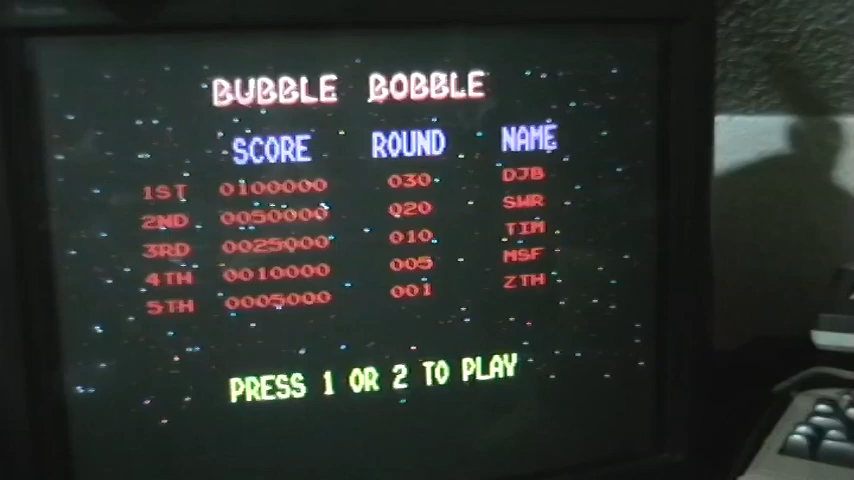 BUBBLE BOBBLE
SCORE ROUND NAME
1ST 0100000 030 DJB
2ND 0050000 020 SWR
3RD 0025000 010 TIM
4TH 0010000 005 MSF
5TH 0005000 001 ZTH
PRESS 1 OR 2 TO PLAY